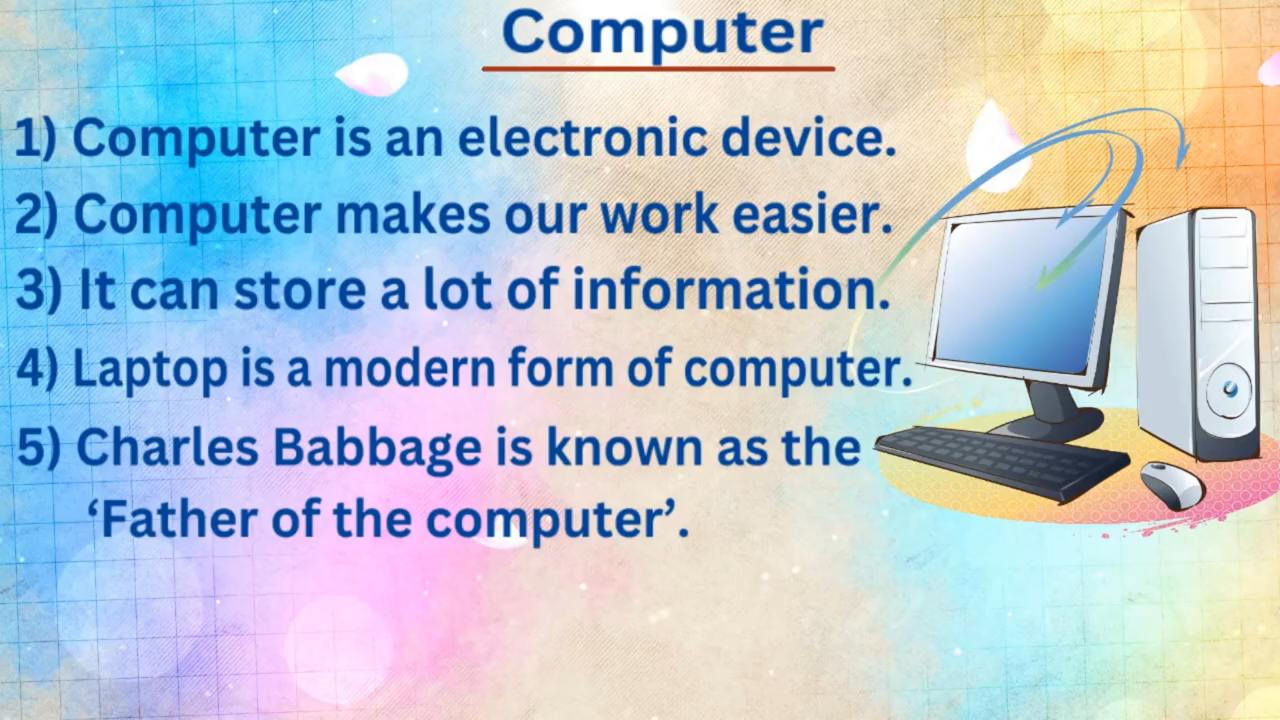 Computer
1) Computer is an electronic device.
2) Computer makes our work easier.
3) It can store a lot of information.
4) Laptop is a modern form of computer.
5) Charles Babbage is known as the
‘Father of the computer’.